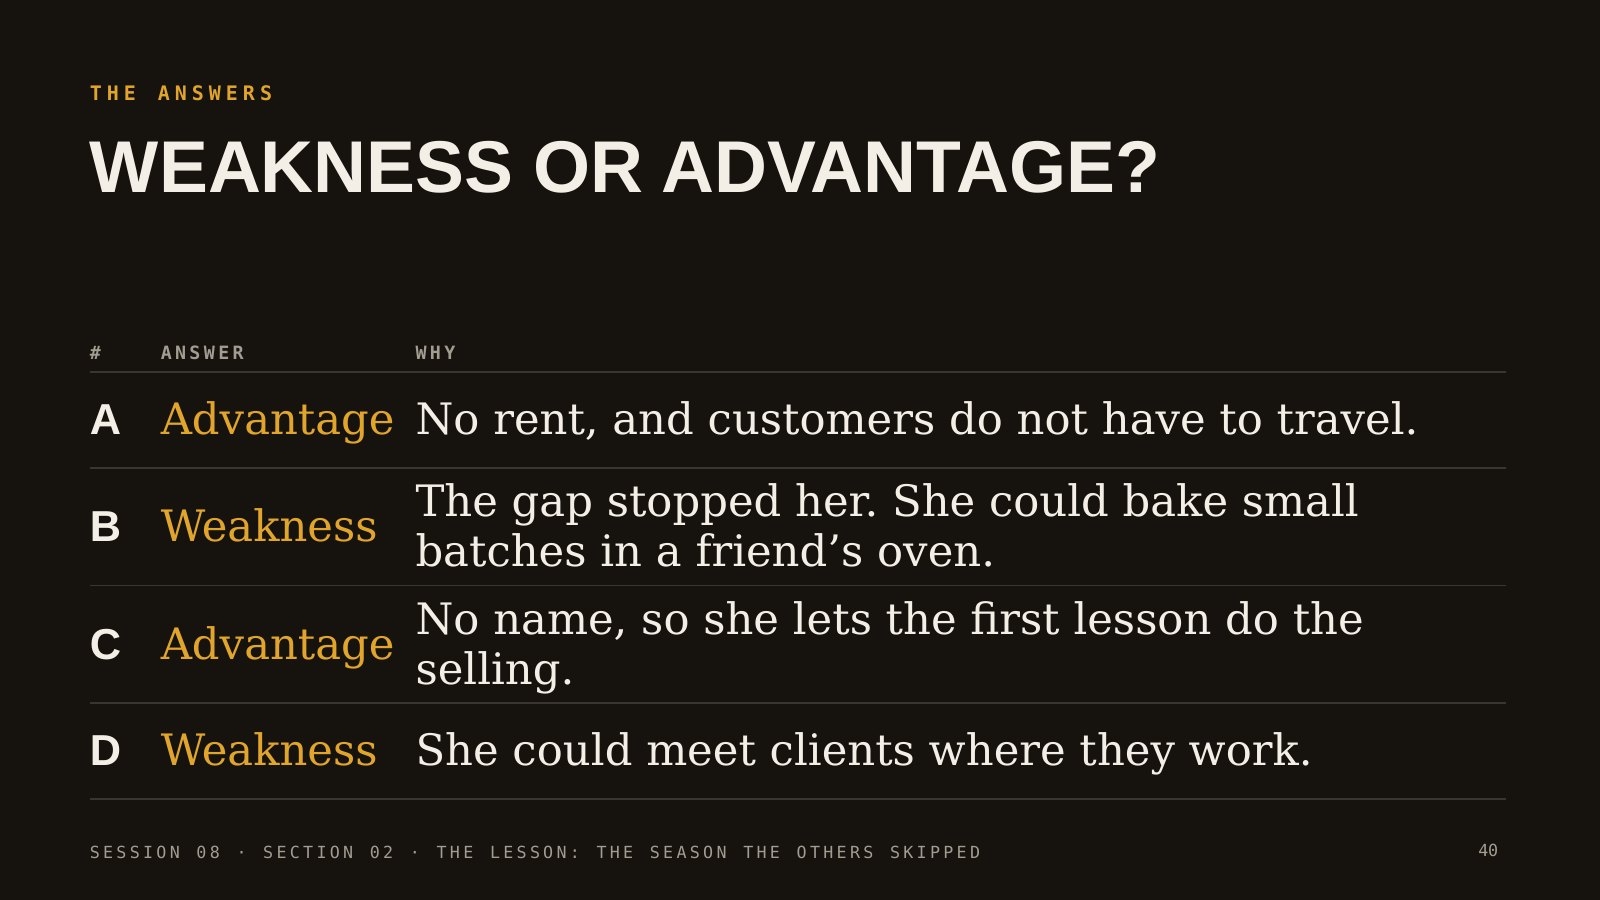 THE ANSWERS
WEAKNESS OR ADVANTAGE?
# ANSWER WHY
A Advantage No rent, and customers do not have to travel.
B Weakness The gap stopped her. She could bake small
batches in a friend’s oven.
C Advantage No name, so she lets the first lesson do the
selling.
D Weakness She could meet clients where they work.
SESSION 08 · SECTION 02 · THE LESSON: THE SEASON THE OTHERS SKIPPED 40